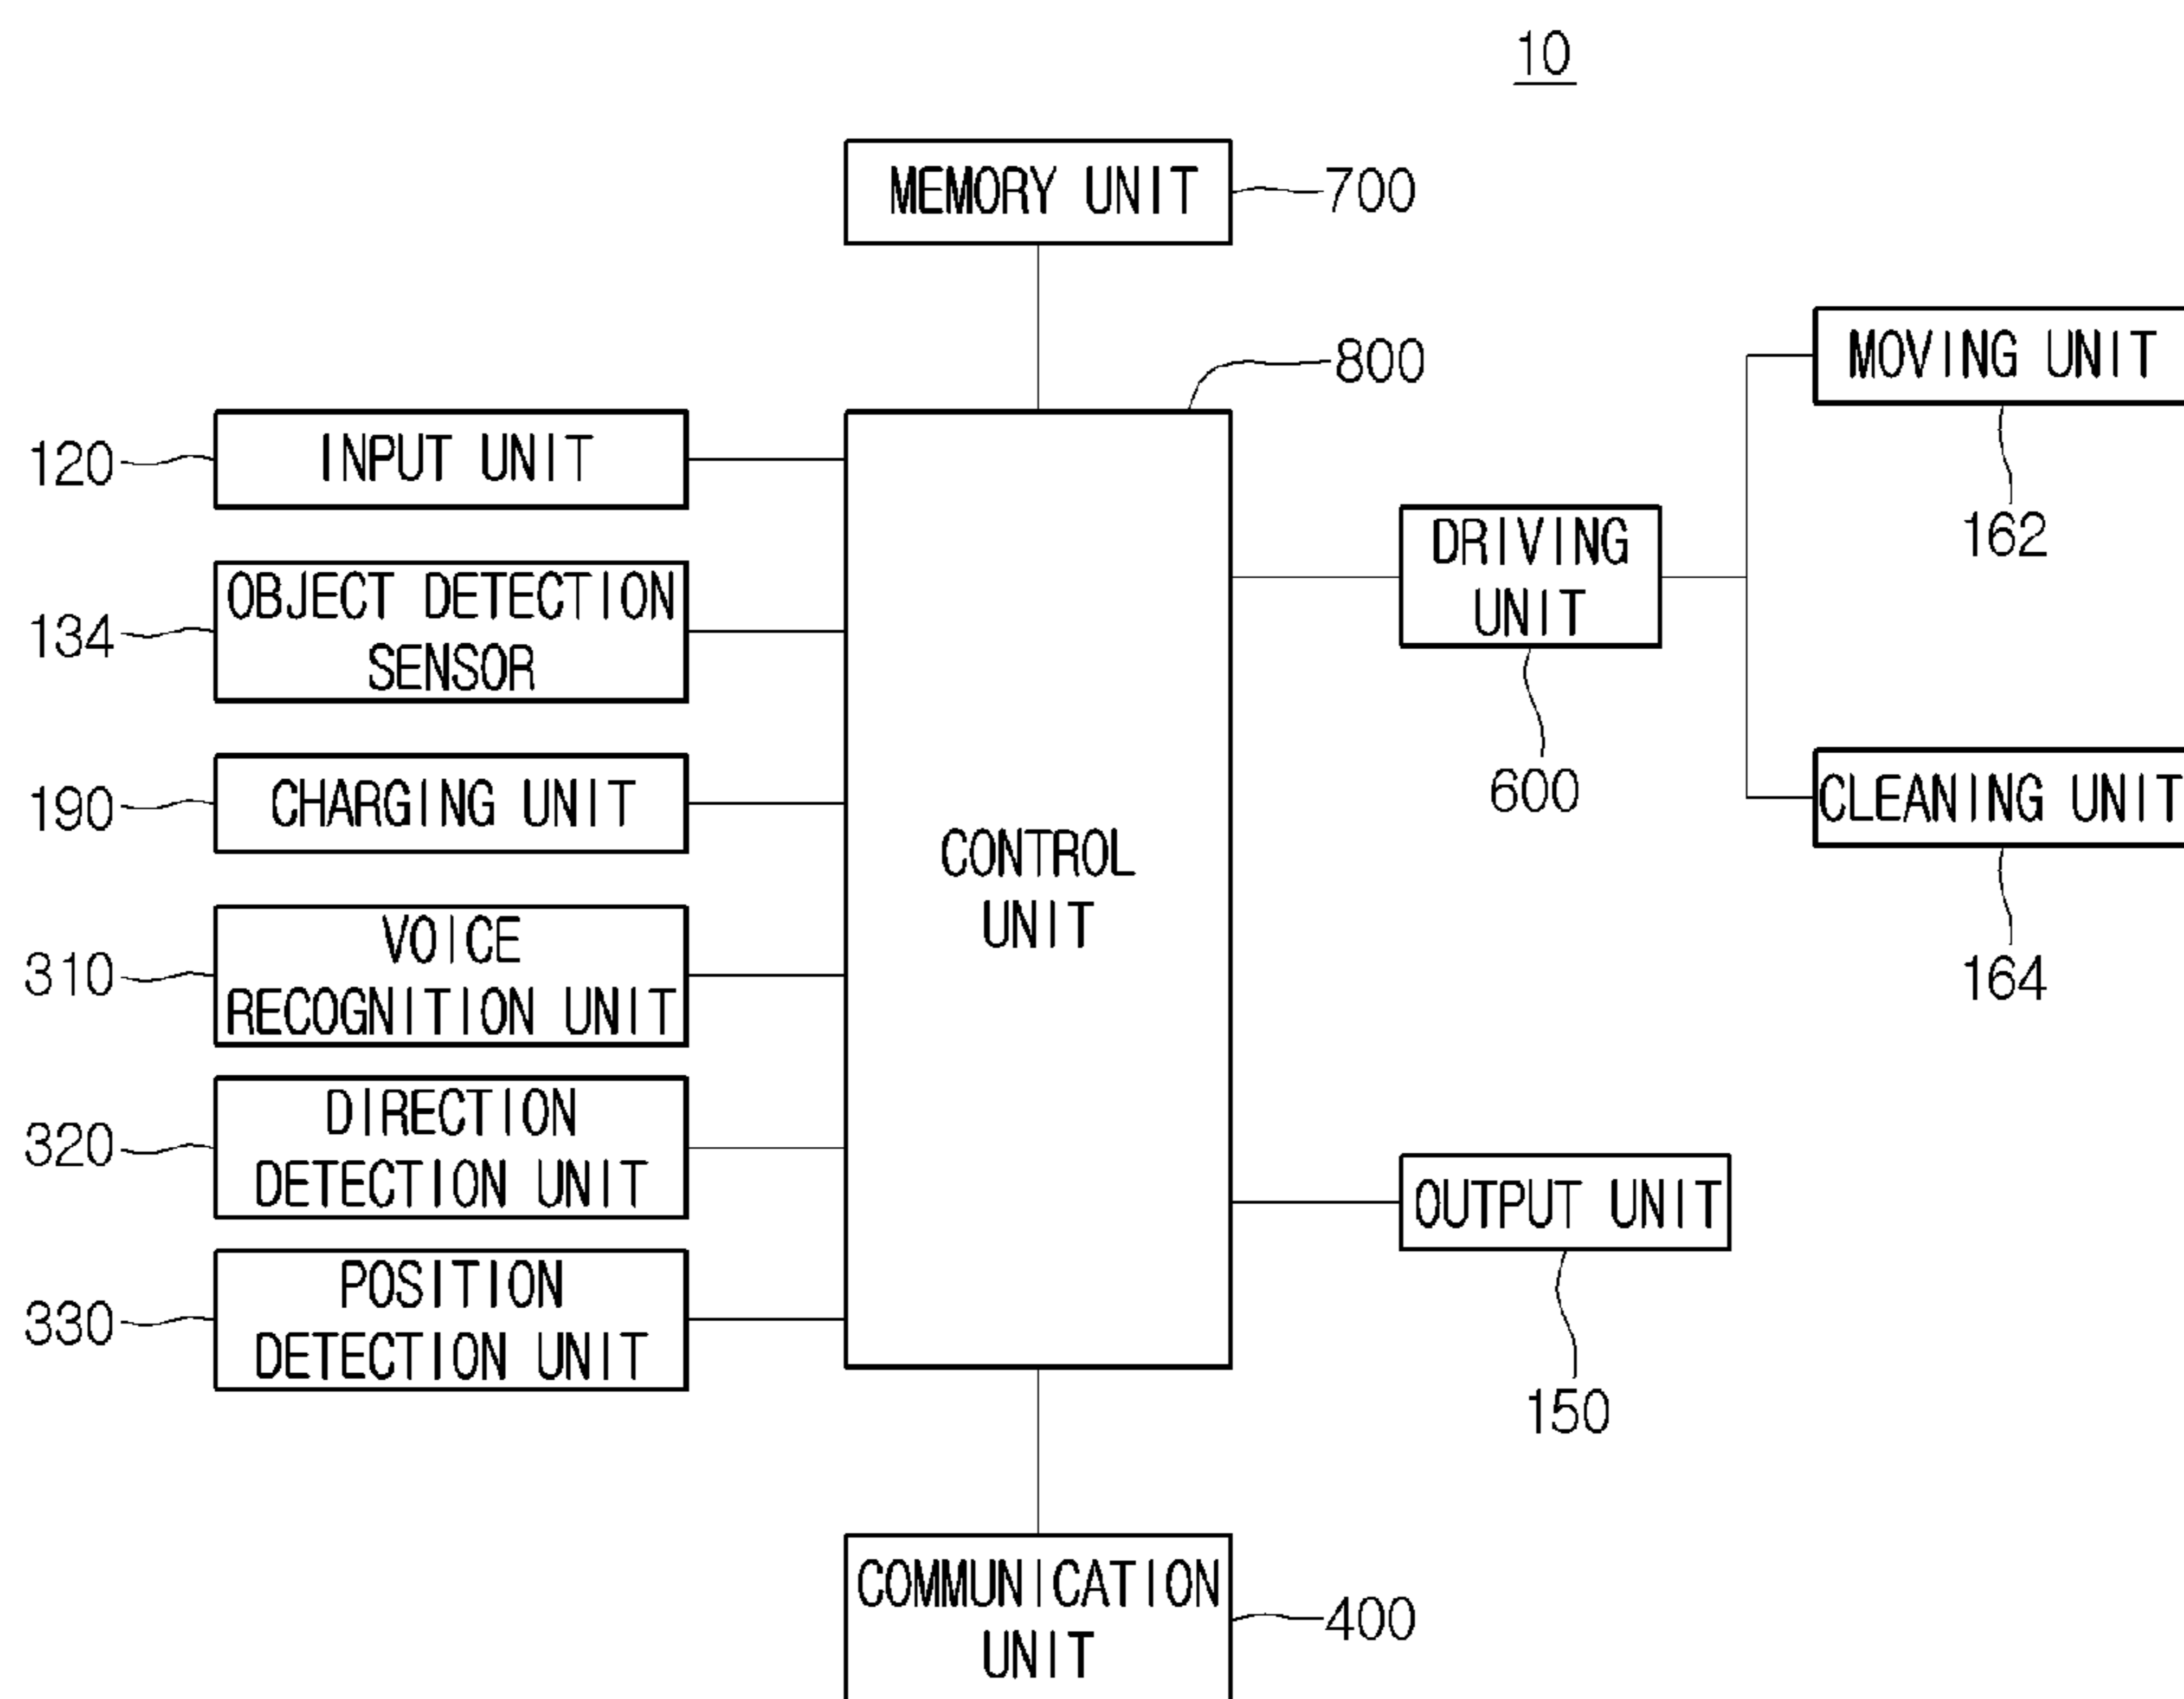 10
MEMORY UNIT
700
800
MOVING UNIT
162
120
INPUT UNIT
DRIVING
UNIT
600
134
OBJECT DETECTION
SENSOR
190
CHARGING UNIT
CLEANING UNIT
164
CONTROL
UNIT
310
VOICE
RECOGNITION UNIT
320
DIRECTION
DETECTION UNIT
OUTPUT UNIT
150
330
POSITION
DETECTION UNIT
COMMUNICATION
UNIT
400